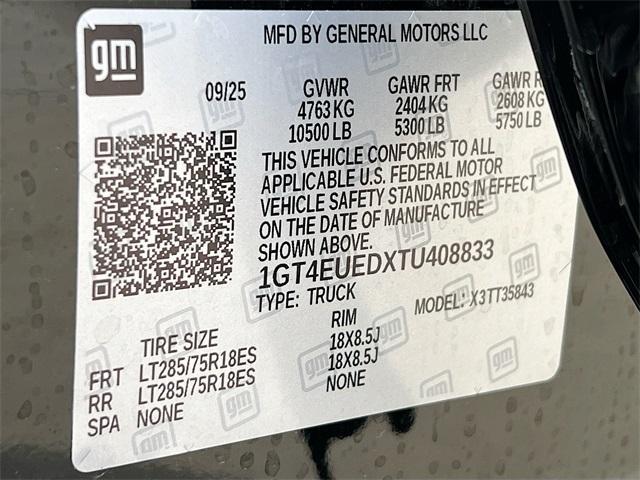 gm
MFD BY GENERAL MOTORS LLC
09/25 GVWR GAWR FRT GAWR R
4763 KG 2404 KG 2608 KG
10500 LB 5300 LB 5750 LB
THIS VEHICLE CONFORMS TO ALL
APPLICABLE U.S. FEDERAL MOTOR
VEHICLE SAFETY STANDARDS IN EFFECT
ON THE DATE OF MANUFACTURE
SHOWN ABOVE.
1GT4EUEDXTU408833
TYPE: TRUCK MODEL: X3TT35843
TIRE SIZE RIM
FRT LT285/75R18ES 18X8.5J
RR LT285/75R18ES 18X8.5J
SPA NONE NONE